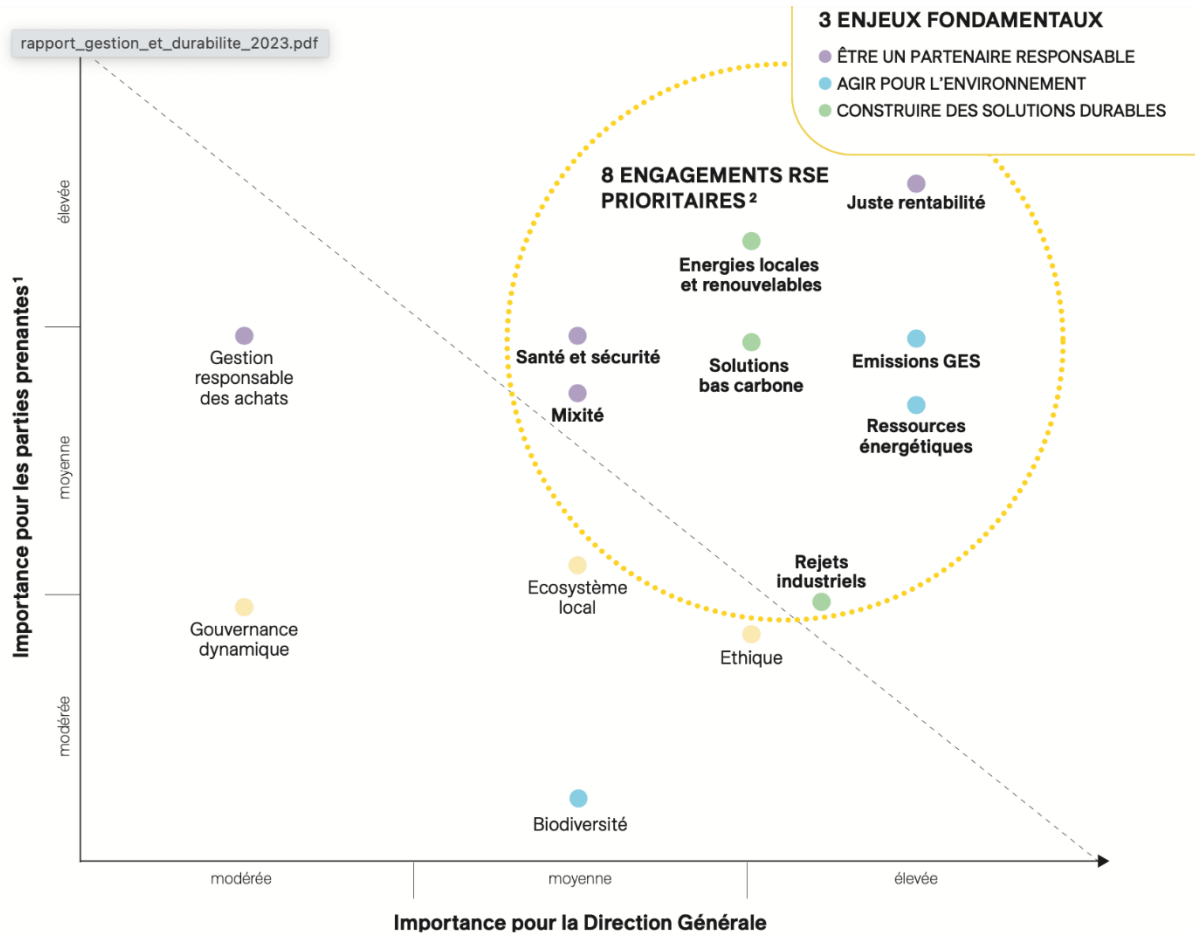 rapport_gestion_et_durabilite_2023.pdf
3 ENJEUX FONDAMENTAUX
ÊTRE UN PARTENAIRE RESPONSABLE
AGIR POUR L'ENVIRONNEMENT
CONSTRUIRE DES SOLUTIONS DURABLES
8 ENGAGEMENTS RSE
PRIORITAIRES²
Juste rentabilité
Energies locales
et renouvelables
Gestion
responsable
des achats
Santé et sécurité
Mixité
Solutions
bas carbone
Emissions GES
Ressources
énergétiques
Rejets
industriels
Ecosystème
local
Gouvernance
dynamique
Ethique
Biodiversité
Importance pour les parties prenantes¹
élevée
moyenne
modérée
modérée
moyenne
élevée
Importance pour la Direction Générale